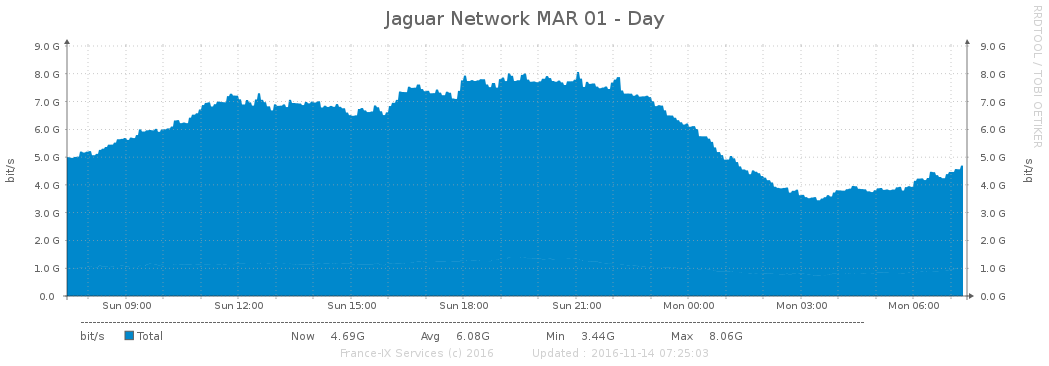 Jaguar Network MAR 01 - Day
RRDTOOL / TOBI OETIKER
bit/s
9.0 G 9.0 G
8.0 G 8.0 G
7.0 G 7.0 G
6.0 G 6.0 G
5.0 G 5.0 G
4.0 G 4.0 G
3.0 G 3.0 G
2.0 G 2.0 G
1.0 G 1.0 G
0.0 0.0 G
bit/s
Sun 09:00 Sun 12:00 Sun 15:00 Sun 18:00 Sun 21:00 Mon 00:00 Mon 03:00 Mon 06:00
bit/s Total Now 4.69G Avg 6.08G Min 3.44G Max 8.06G
France-IX Services (c) 2016 Updated : 2016-11-14 07:25:03